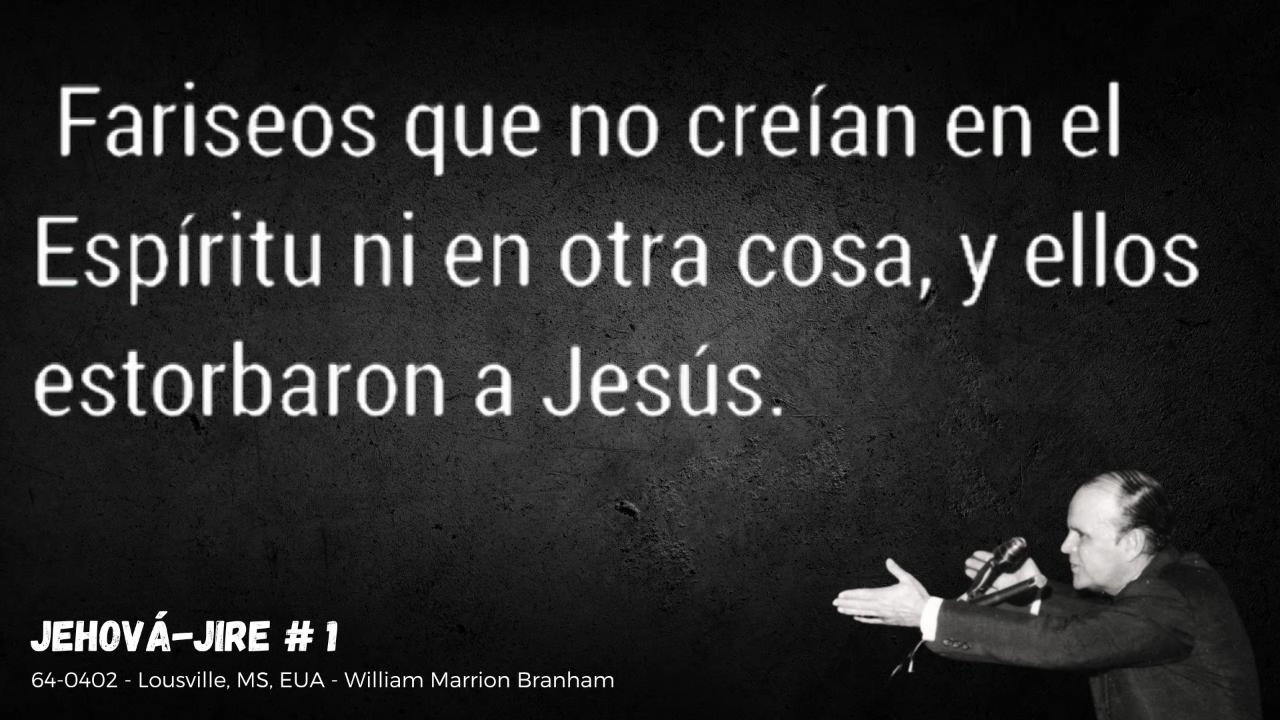 Fariseos que no creían en el
Espíritu ni en otra cosa, y ellos
estorbaron a Jesús.
JEHOVÁ-JIRE # 1
64-0402 - Lousville, MS, EUA - William Marrion Branham